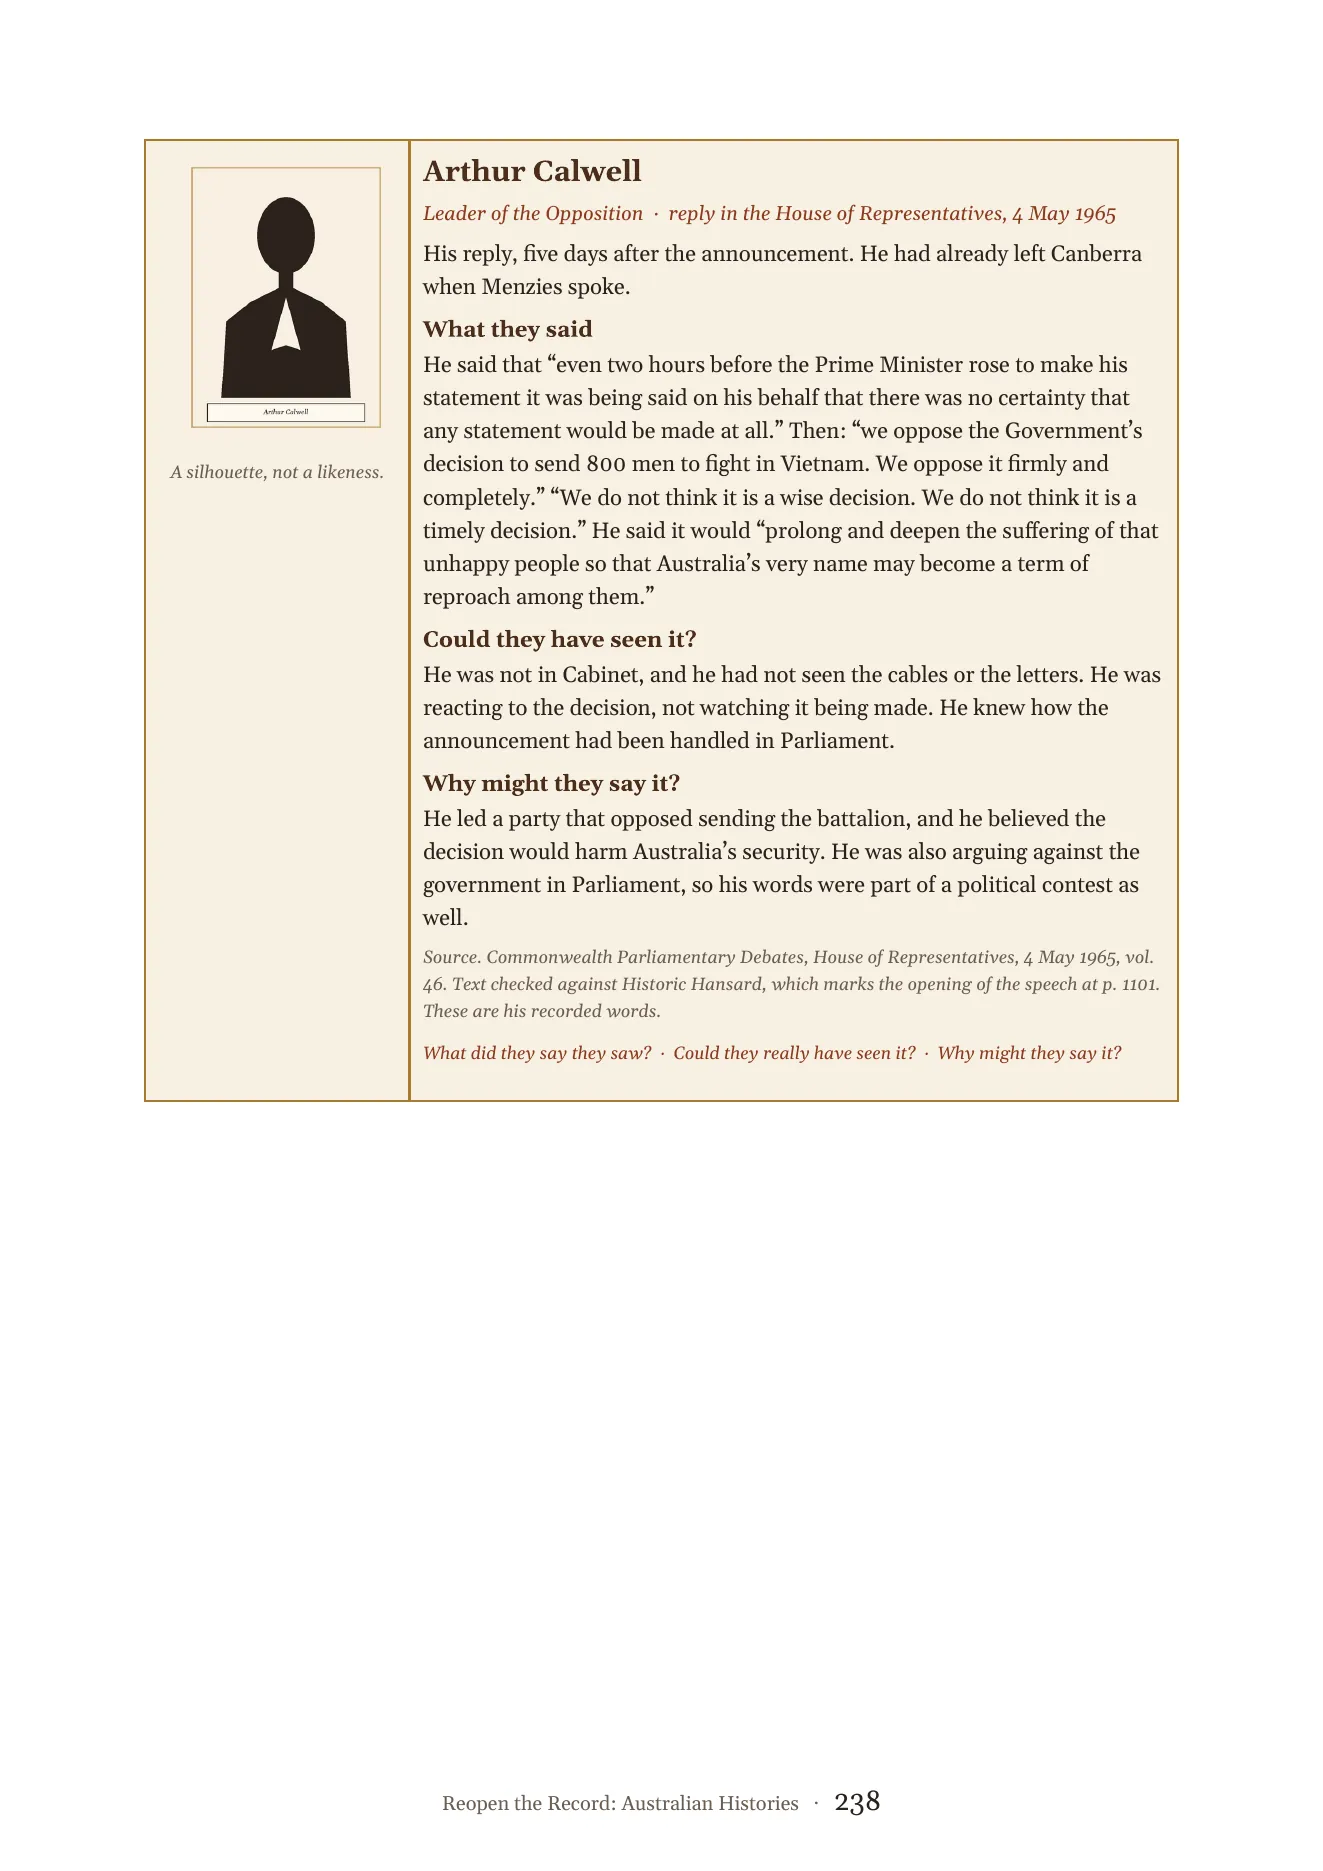 Arthur Calwell
A silhouette, not a likeness.
Arthur Calwell
Leader of the Opposition · reply in the House of Representatives, 4 May 1965
His reply, five days after the announcement. He had already left Canberra
when Menzies spoke.
What they said
He said that “even two hours before the Prime Minister rose to make his
statement it was being said on his behalf that there was no certainty that
any statement would be made at all.” Then: “we oppose the Government’s
decision to send 800 men to fight in Vietnam. We oppose it firmly and
completely.” “We do not think it is a wise decision. We do not think it is a
timely decision.” He said it would “prolong and deepen the suffering of that
unhappy people so that Australia’s very name may become a term of
reproach among them.”
Could they have seen it?
He was not in Cabinet, and he had not seen the cables or the letters. He was
reacting to the decision, not watching it being made. He knew how the
announcement had been handled in Parliament.
Why might they say it?
He led a party that opposed sending the battalion, and he believed the
decision would harm Australia’s security. He was also arguing against the
government in Parliament, so his words were part of a political contest as
well.
Source. Commonwealth Parliamentary Debates, House of Representatives, 4 May 1965, vol.
46. Text checked against Historic Hansard, which marks the opening of the speech at p. 1101.
These are his recorded words.
What did they say they saw? · Could they really have seen it? · Why might they say it?
Reopen the Record: Australian Histories · 238